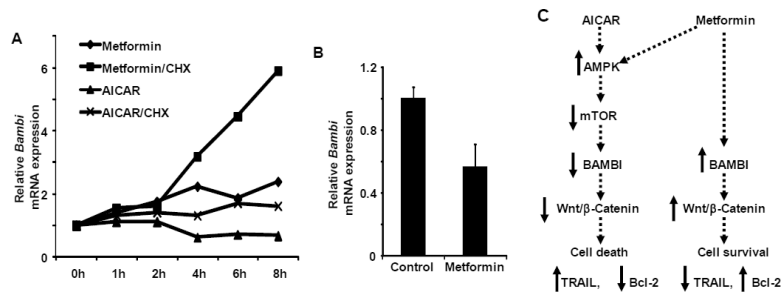 A
Relative Bambi
mRNA expression
6
4
2
0
Metformin
Metformin/CHX
AICAR
AICAR/CHX
0h 1h 2h 4h 6h 8h
B
Relative Bambi
mRNA expression
1.2
0.8
0.4
0
Control Metformin
C
AICAR Metformin
AMPK
mTOR
BAMBI BAMBI
Wnt/β-Catenin Wnt/β-Catenin
Cell death Cell survival
TRAIL, Bcl-2 TRAIL, Bcl-2